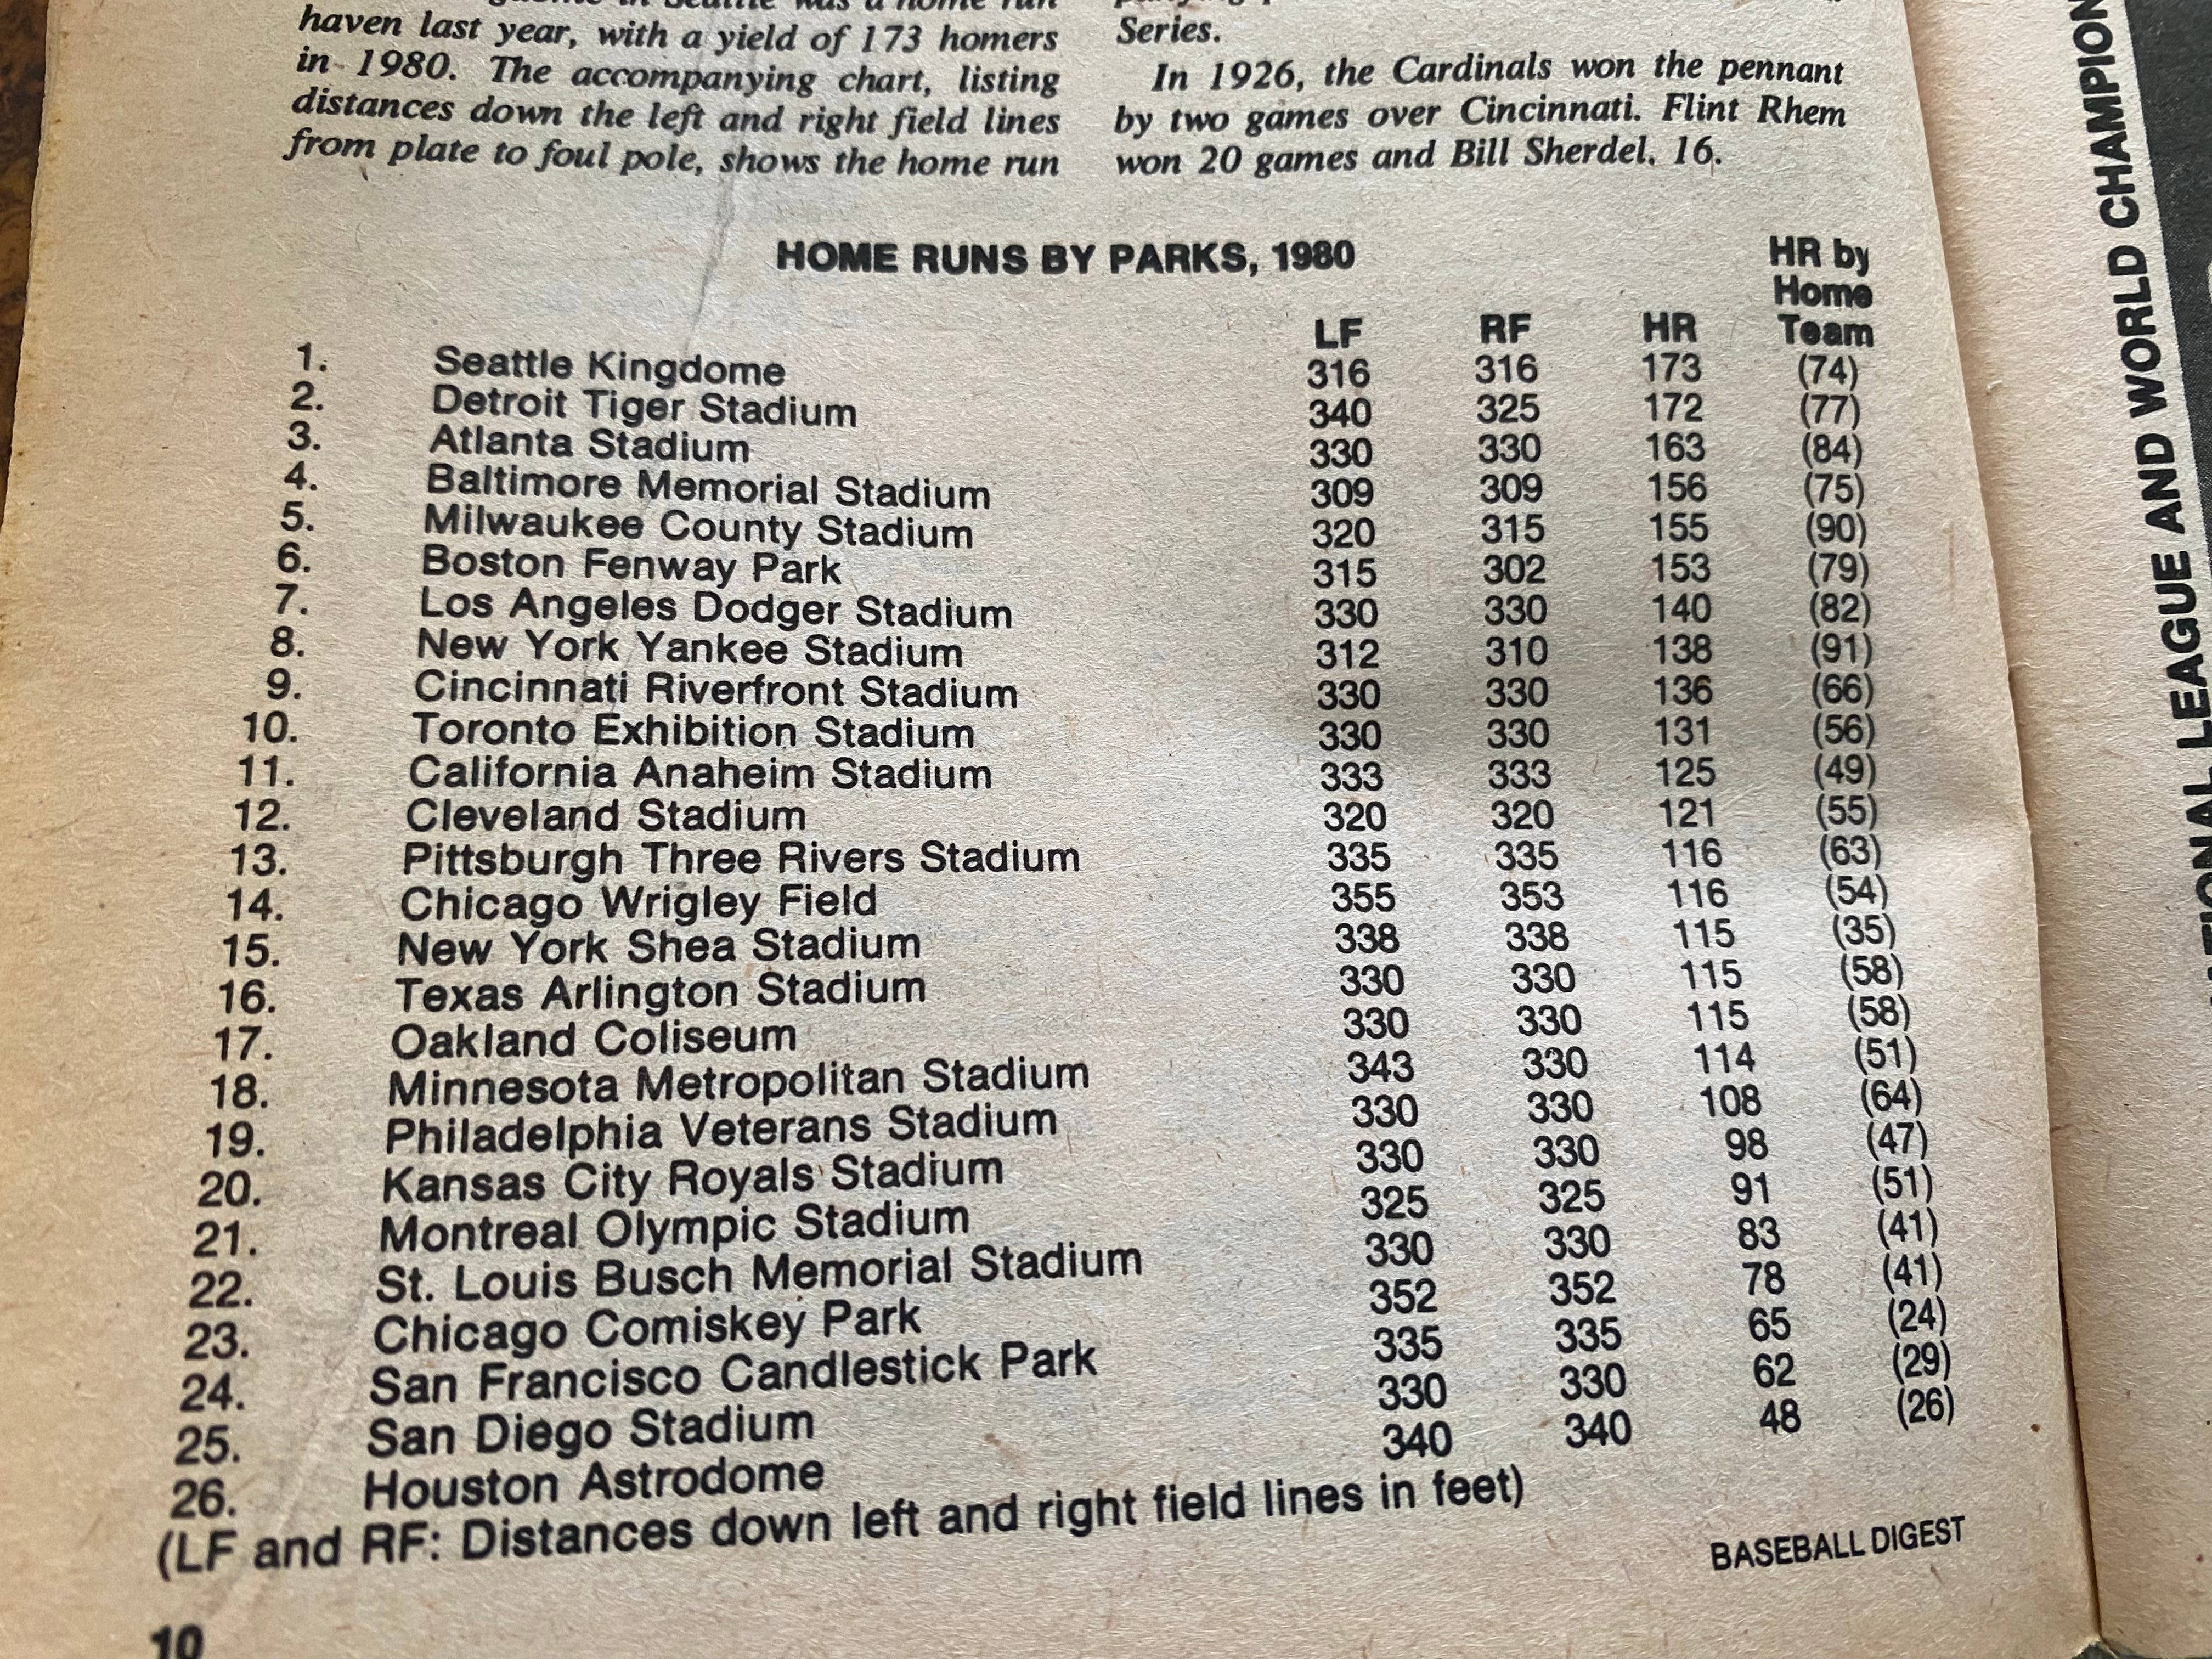 in Seattle was a home run
haven last year, with a yield of 173 homers
in 1980. The accompanying chart, listing
distances down the left and right field lines
from plate to foul pole, shows the home run
Series.
In 1926, the Cardinals won the pennant
by two games over Cincinnati. Flint Rhem
won 20 games and Bill Sherdel, 16.
HOME RUNS BY PARKS, 1980
HR by
Home
LF RF HR Team
1. Seattle Kingdome 316 316 173 (74)
2. Detroit Tiger Stadium 340 325 172 (77)
3. Atlanta Stadium 330 330 163 (84)
4. Baltimore Memorial Stadium 309 309 156 (75)
5. Milwaukee County Stadium 320 315 155 (90)
6. Boston Fenway Park 315 302 153 (79)
7. Los Angeles Dodger Stadium 330 330 140 (82)
8. New York Yankee Stadium 312 310 138 (91)
9. Cincinnati Riverfront Stadium 330 330 136 (66)
10. Toronto Exhibition Stadium 330 330 131 (56)
11. California Anaheim Stadium 333 333 125 (49)
12. Cleveland Stadium 320 320 121 (55)
13. Pittsburgh Three Rivers Stadium 335 335 116 (63)
14. Chicago Wrigley Field 355 353 116 (54)
15. New York Shea Stadium 338 338 115 (35)
16. Texas Arlington Stadium 330 330 115 (58)
17. Oakland Coliseum 330 330 115 (58)
18. Minnesota Metropolitan Stadium 343 330 114 (51)
19. Philadelphia Veterans Stadium 330 330 108 (64)
20. Kansas City Royals Stadium 330 330 98 (47)
21. Montreal Olympic Stadium 325 325 91 (51)
22. St. Louis Busch Memorial Stadium 330 330 83 (41)
23. Chicago Comiskey Park 352 352 78 (41)
24. San Francisco Candlestick Park 335 335 65 (24)
25. San Diego Stadium 330 330 62 (29)
26. Houston Astrodome 340 340 48 (26)
(LF and RF: Distances down left and right field lines in feet)
BASEBALL DIGEST
10
TIONAL LEAGUE AND WORLD CHAMPION